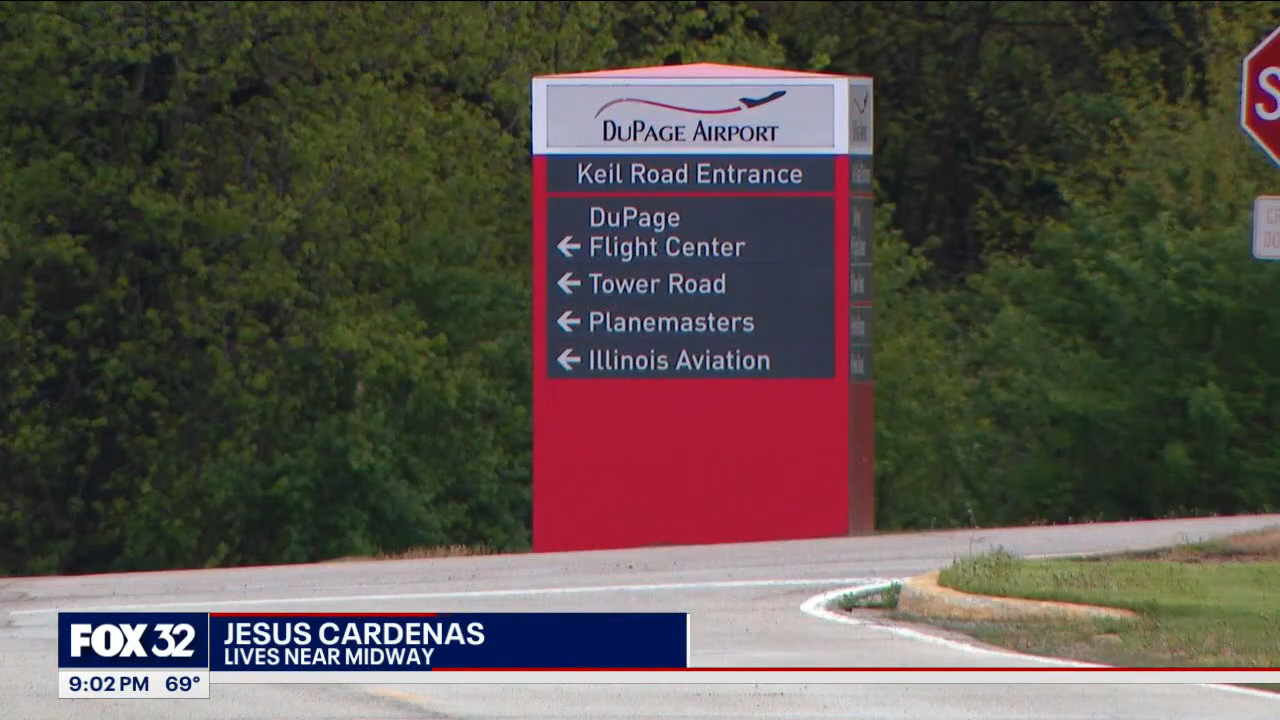 DUPAGE AIRPORT
Keil Road Entrance
DuPage
← Flight Center
← Tower Road
← Planemasters
← Illinois Aviation
S
FOX 32
JESUS CARDENAS
LIVES NEAR MIDWAY
9:02 PM 69°